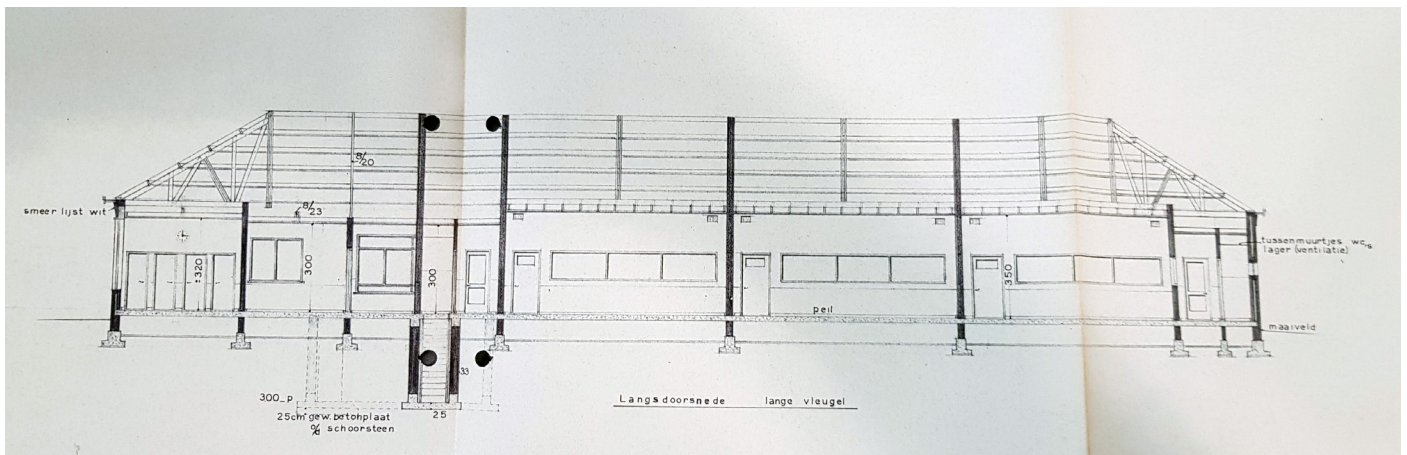 8/20
smeer lijst wit
8/23
tussenmuurtjes wc,s
lager (ventilatie)
±320
300
300
350
peil
maaiveld
33
300_p
25
25cm gew. betonplaat
o/d schoorsteen
Langsdoorsnede lange vleugel